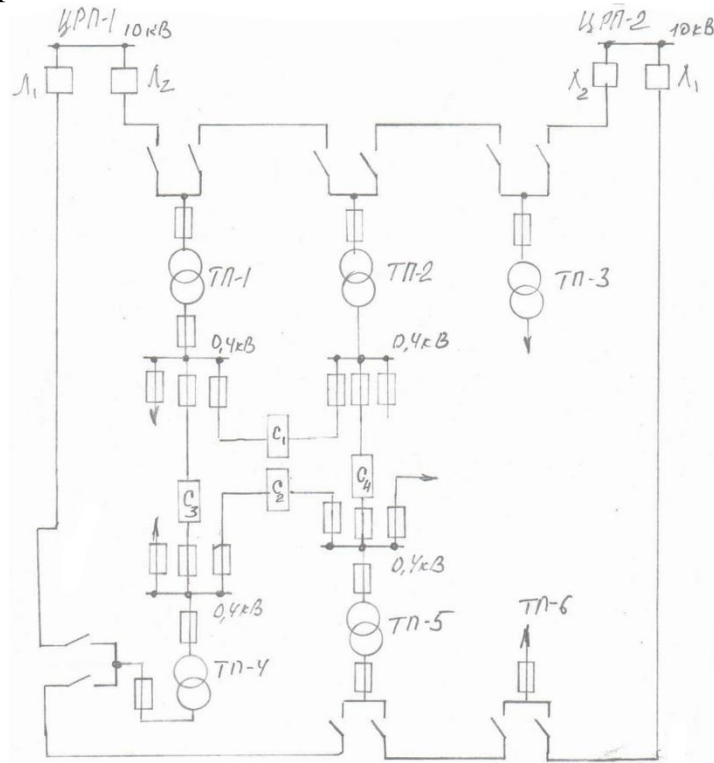 ЦРП-1 10кВ
ЦРП-2 10кВ
Л1
Л2
Л2
Л1
ТП-1
ТП-2
ТП-3
0,4кВ
0,4кВ
С1
С2
С3
С4
0,4кВ
0,4кВ
ТП-5
ТП-6
ТП-4